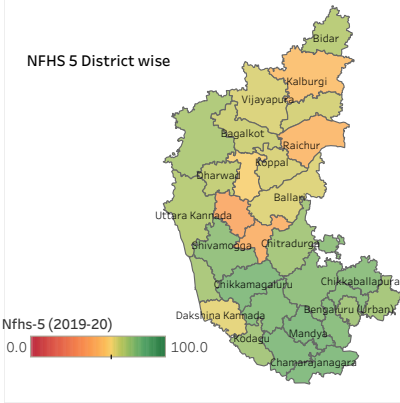 Bidar
NFHS 5 District wise
Kalburgi
Vijayapura
Bagalkot
Raichur
Koppal
Dharwad
Ballari
Uttara Kannada
Shivamogga
Chitradurga
Chikkamagaluru
Chikkaballapura
Dakshina Kannada
Bengaluru (Urban)
Nfhs-5 (2019-20)
Mandya
Kodagu
0.0
100.0
Chamarajanagara